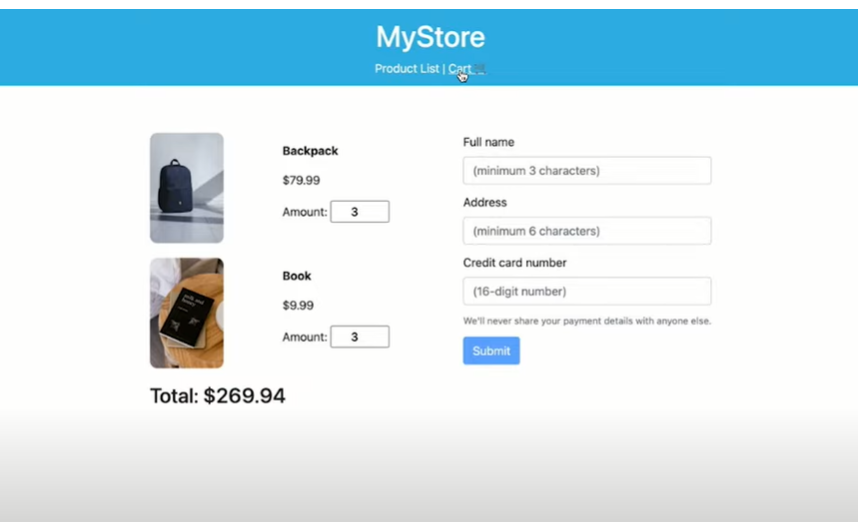 MyStore
Product List | Cart
Backpack
$79.99
Amount: 3
Book
$9.99
Amount: 3
Total: $269.94
Full name
(minimum 3 characters)
Address
(minimum 6 characters)
Credit card number
(16-digit number)
We'll never share your payment details with anyone else.
Submit